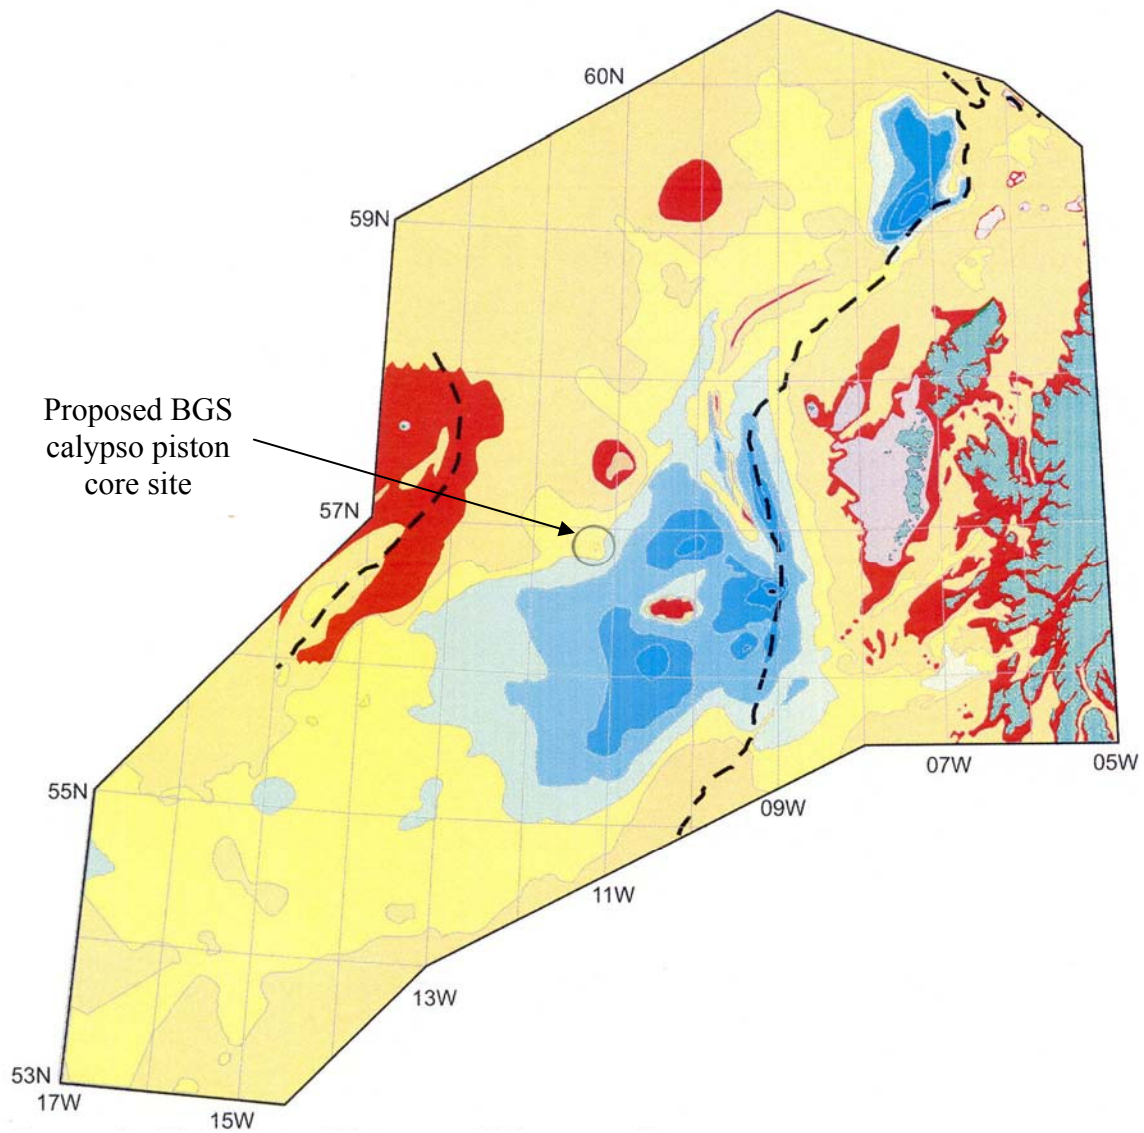 60N
59N
Proposed BGS
calypso piston
core site
57N
55N
07W
05W
09W
11W
13W
53N
17W
15W